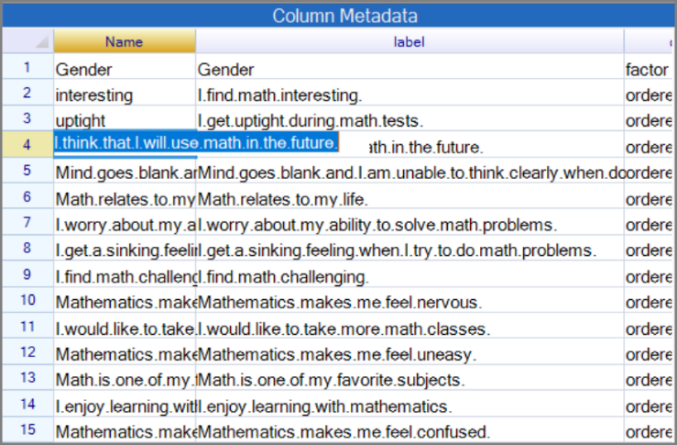 Column Metadata
Name label
1 Gender Gender factor
2 interesting I.find.math.interesting. ordere
3 uptight I.get.uptight.during.math.tests. ordere
4 I.think.that.I.will.use.math.in.the.future. ath.in.the.future. ordere
5 Mind.goes.blank.ar Mind.goes.blank.and.I.am.unable.to.think.clearly.when.do ordere
6 Math.relates.to.my Math.relates.to.my.life. ordere
7 I.worry.about.my.a I.worry.about.my.ability.to.solve.math.problems. ordere
8 I.get.a.sinking.feelin I.get.a.sinking.feeling.when.I.try.to.do.math.problems. ordere
9 I.find.math.challeng I.find.math.challenging. ordere
10 Mathematics.make Mathematics.makes.me.feel.nervous. ordere
11 I.would.like.to.take. I.would.like.to.take.more.math.classes. ordere
12 Mathematics.make Mathematics.makes.me.feel.uneasy. ordere
13 Math.is.one.of.my.f Math.is.one.of.my.favorite.subjects. ordere
14 I.enjoy.learning.with I.enjoy.learning.with.mathematics. ordere
15 Mathematics.make Mathematics.makes.me.feel.confused. ordere